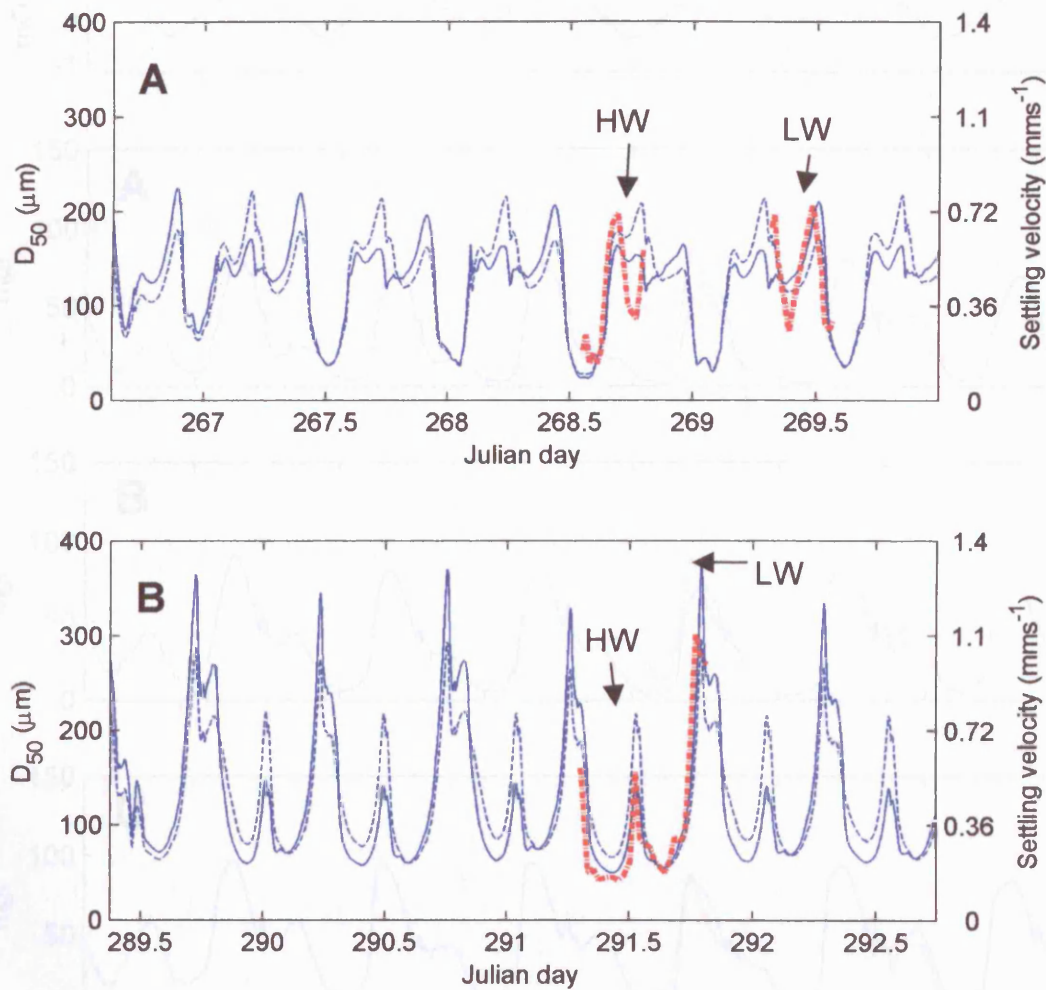 A
HW
LW
400
300
200
100
0
D50 (μm)
1.4
1.1
0.72
0.36
0
Settling velocity (mms-1)
267
267.5
268
268.5
269
269.5
Julian day
B
LW
HW
400
300
200
100
0
D50 (μm)
1.4
1.1
0.72
0.36
0
Settling velocity (mms-1)
289.5
290
290.5
291
291.5
292
292.5
Julian day